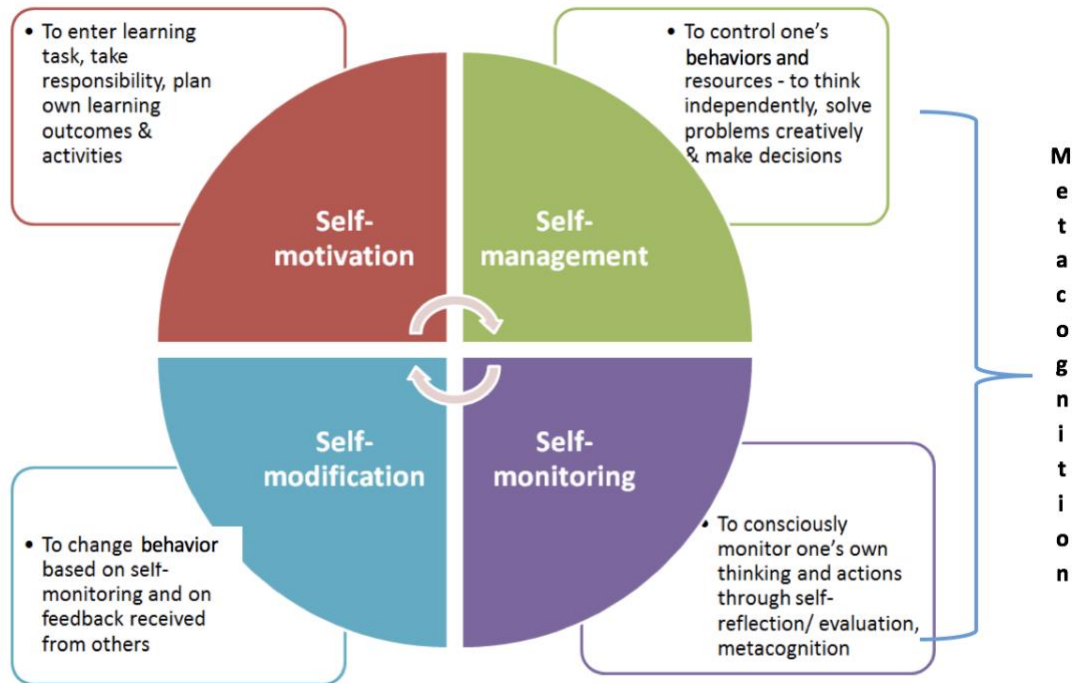 • To enter learning
task, take
responsibility, plan
own learning
outcomes &
activities
• To control one's
behaviors and
resources - to think
independently, solve
problems creatively
& make decisions
Self-
motivation
Self-
management
Self-
modification
Self-
monitoring
• To change behavior
based on self-
monitoring and on
feedback received
from others
• To consciously
monitor one's own
thinking and actions
through self-
reflection/ evaluation,
metacognition
M
e
t
a
c
o
g
n
i
t
i
o
n